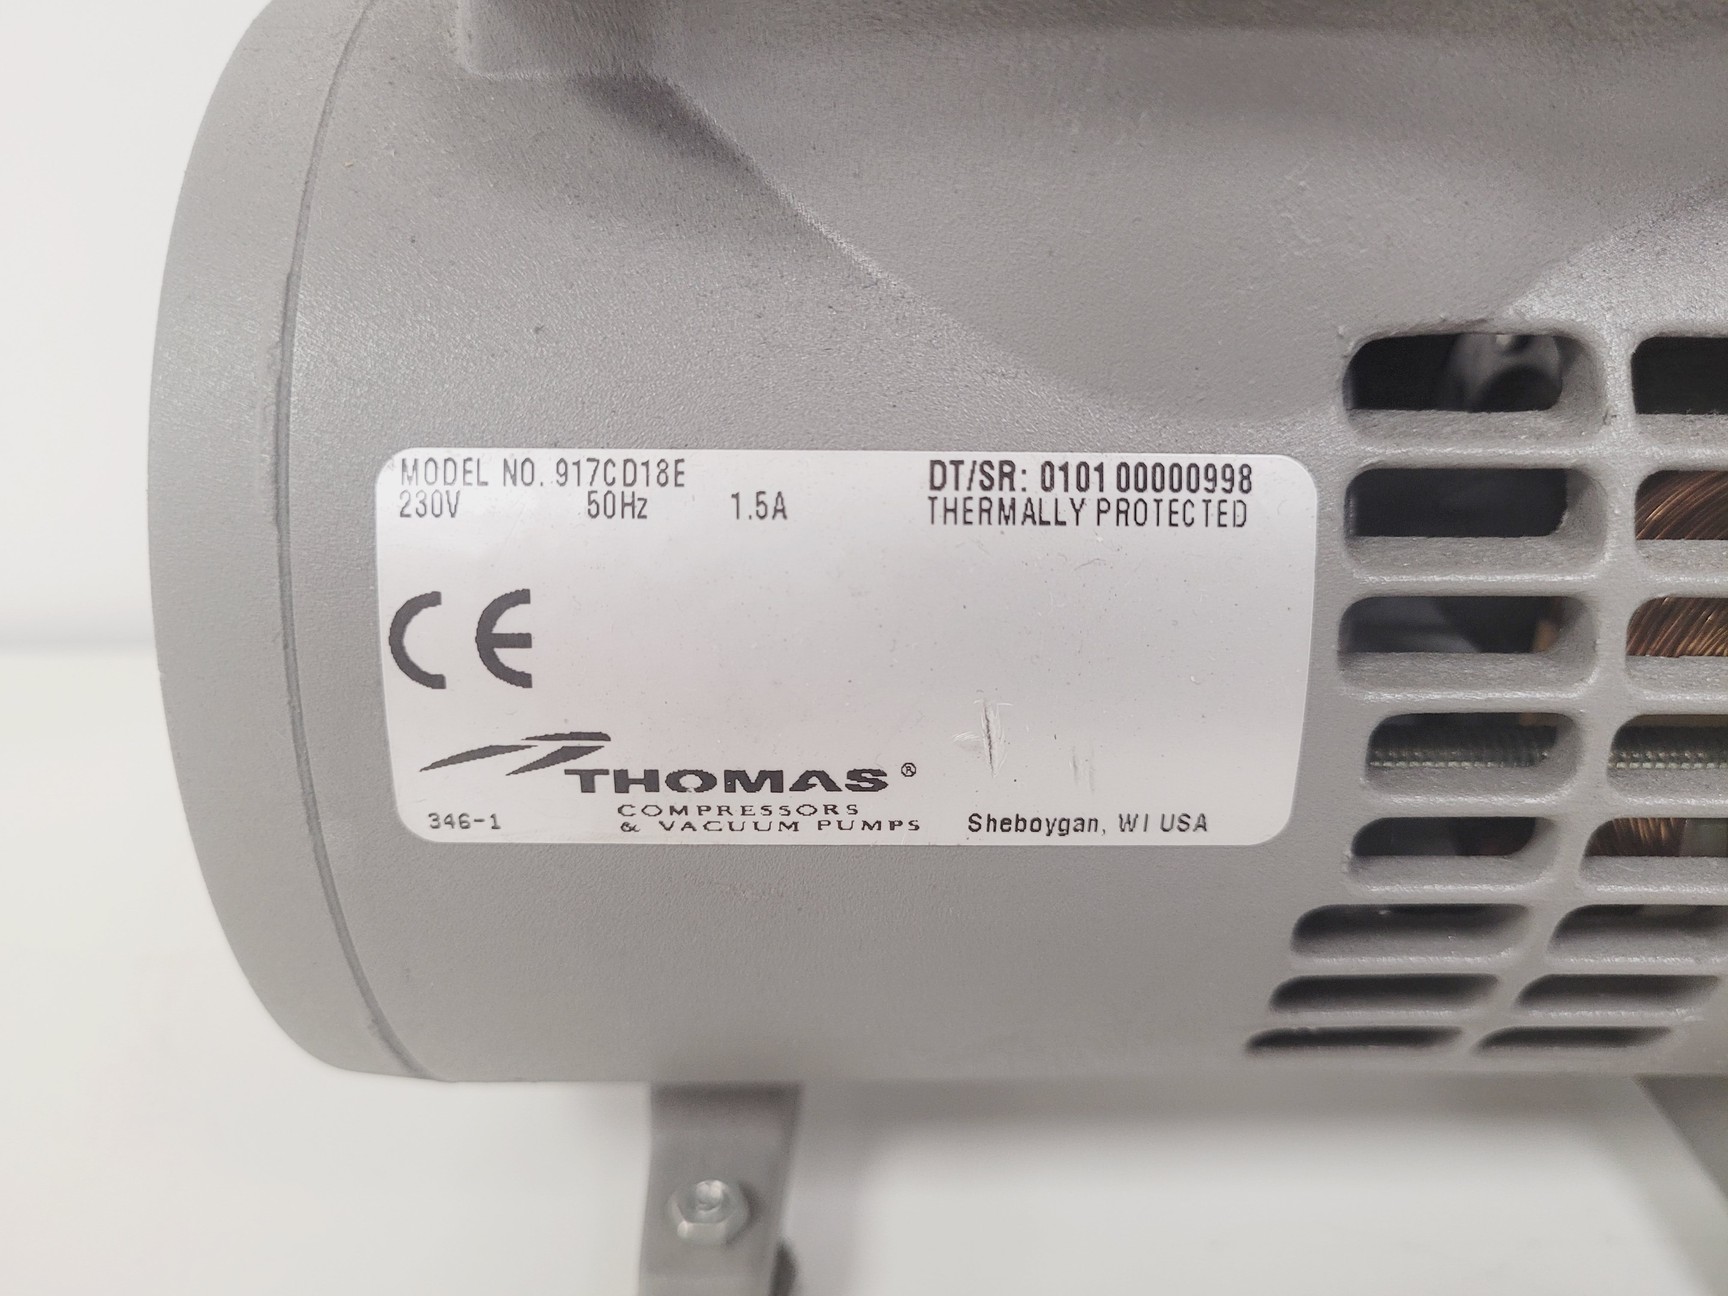 MODEL NO. 917CD18E DT/SR: 0101 00000998
230V 50Hz 1.5A THERMALLY PROTECTED
CE
THOMAS®
COMPRESSORS
346-1 & VACUUM PUMPS Sheboygan, WI USA